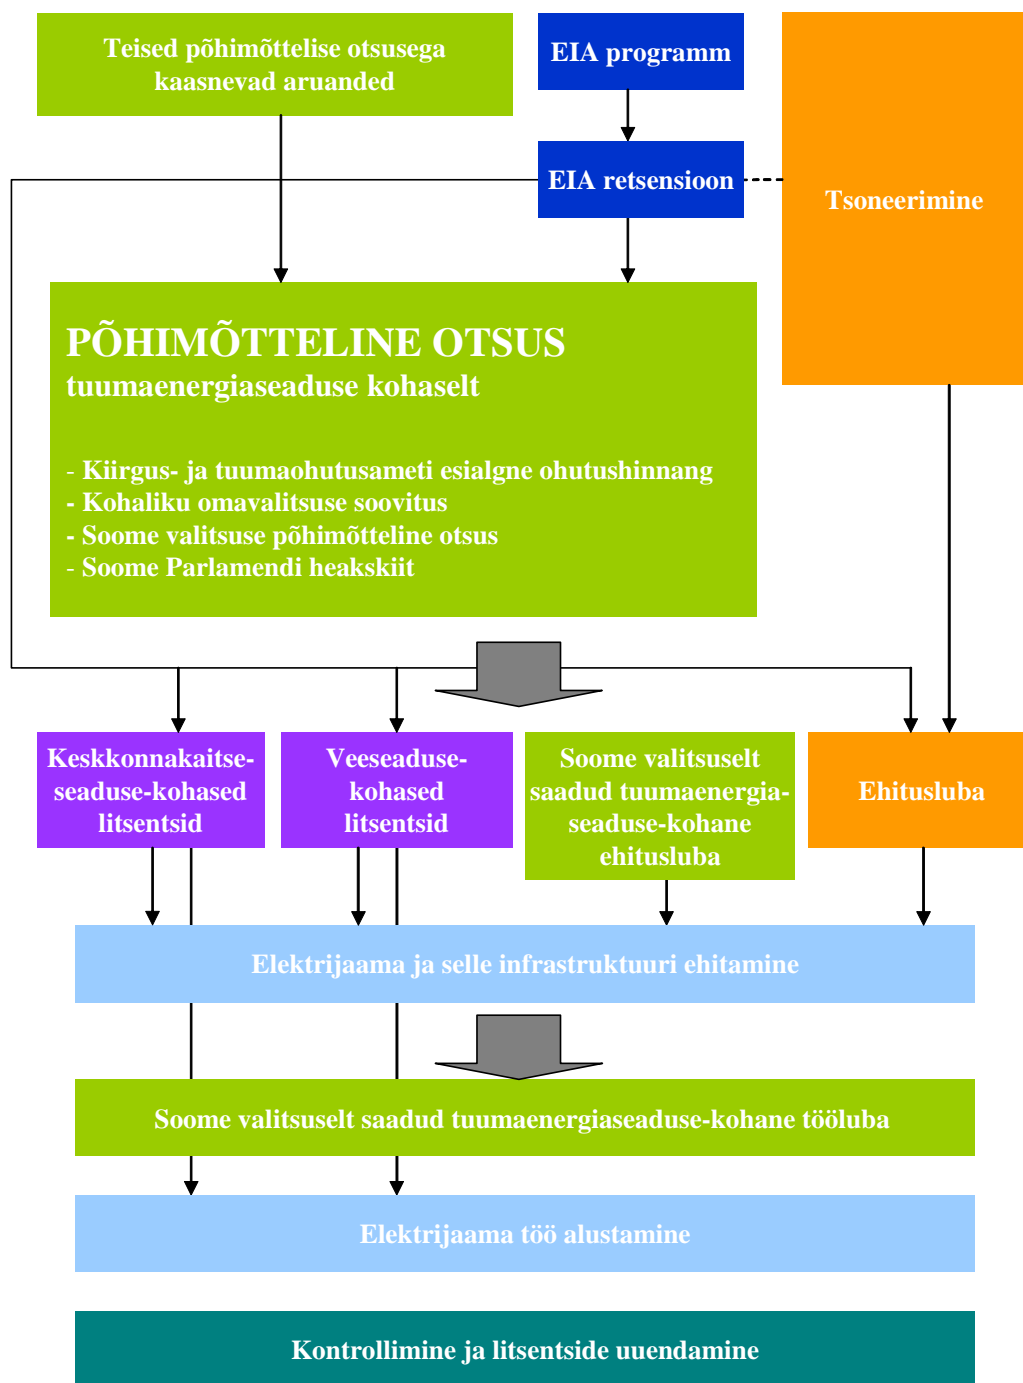 Teised põhimõttelise otsusega
kaasnevad aruanded
EIA programm
EIA retsensioon
Tsoneerimine
PÕHIMÕTTELINE OTSUS
tuumaenergiaseaduse kohaselt
- Kiirgus- ja tuumaohutusameti esialgne ohutushinnang
- Kohaliku omavalitsuse soovitus
- Soome valitsuse põhimõtteline otsus
- Soome Parlamendi heakskiit
Keskkonnakaitse-
seaduse-kohased
litsentsid
Veeseaduse-
kohased
litsentsid
Soome valitsuselt
saadud tuumaenergia-
seaduse-kohane
ehitusluba
Ehitusluba
Elektrijaama ja selle infrastruktuuri ehitamine
Soome valitsuselt saadud tuumaenergiaseaduse-kohane tööluba
Elektrijaama töö alustamine
Kontrollimine ja litsentside uuendamine